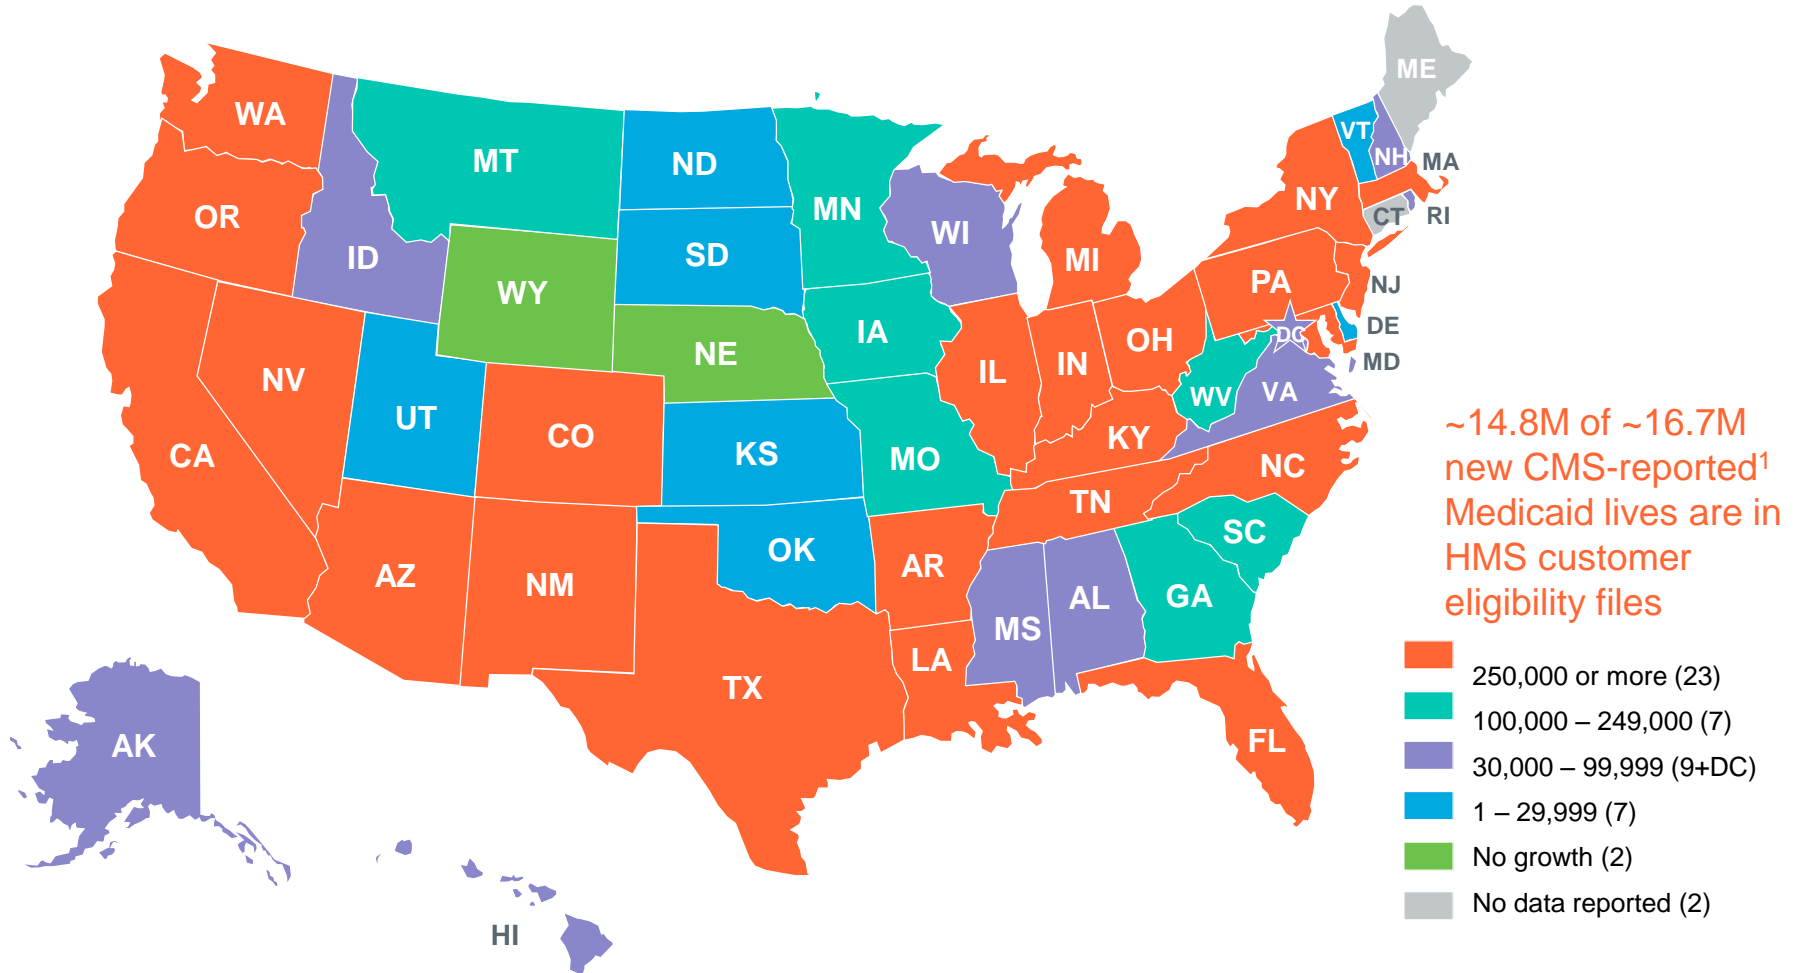 WA
MT
ND
MN
OR
ID
SD
WI
WY
MI
NY
VT
NH
ME
MA
CT
RI
PA
NJ
DE
MD
DC
IA
NE
NV
UT
CO
CA
KS
MO
IL
IN
OH
WV
VA
KY
NC
TN
SC
AZ
NM
OK
AR
MS
AL
GA
TX
LA
FL
AK
HI
~14.8M of ~16.7M
new CMS-reported¹
Medicaid lives are in
HMS customer
eligibility files
250,000 or more (23)
100,000 – 249,000 (7)
30,000 – 99,999 (9+DC)
1 – 29,999 (7)
No growth (2)
No data reported (2)